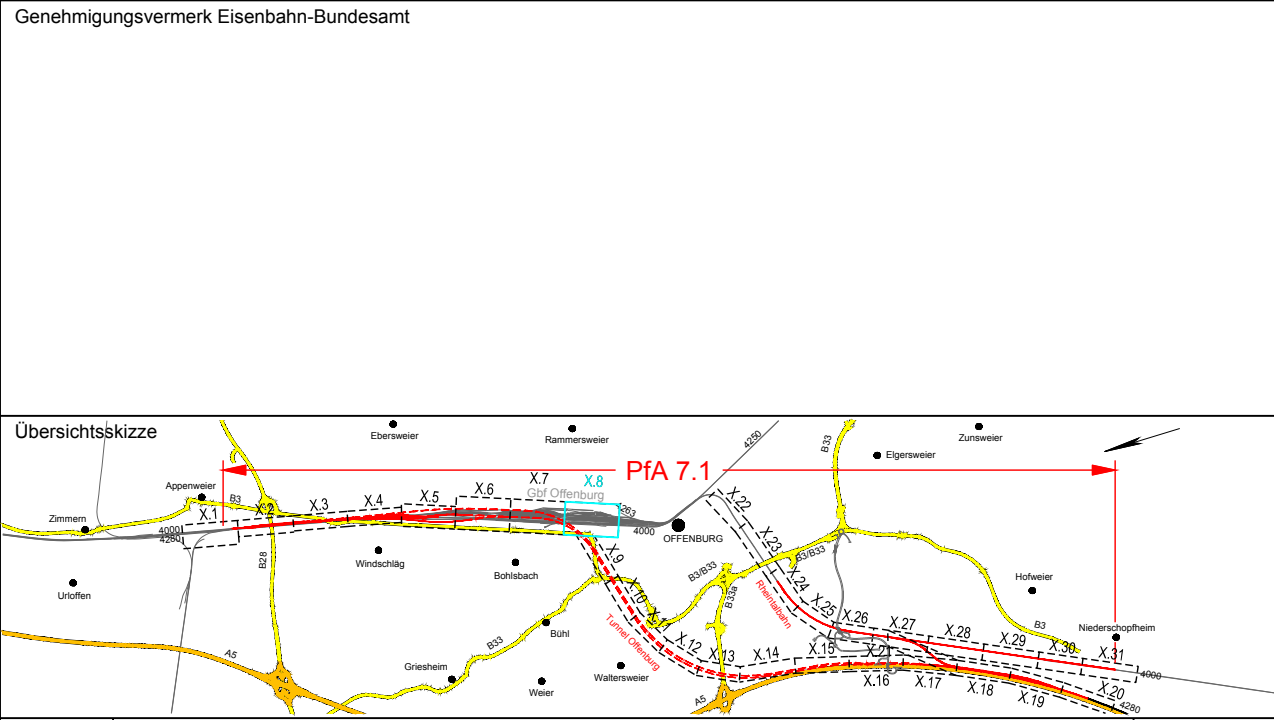 Genehmigungsvermerk Eisenbahn-Bundesamt
Übersichtsskizze
Ebersweier
Rammersweier
4250
B33
Zunsweier
Elgersweier
PfA 7.1
Appenweier
B3
X.1
X.2
X.3
X.4
X.5
X.6
X.7
X.8
Gbf Offenburg
4263
4000
OFFENBURG
Zimmern
4000
4280
B28
Windschläg
Bohlsbach
Urloffen
A5
B33
Griesheim
Bühl
Weier
Waltersweier
X.9
X.10
X.11
X.12
X.13
X.14
X.15
X.16
X.17
X.18
X.19
X.20
X.21
Tunnel Offenburg
B3/B33
B33a
A5
X.22
X.23
X.24
X.25
X.26
X.27
X.28
X.29
X.30
X.31
Rheintalbahn
B3/B33
Hofweier
B3
Niederschopfheim
4000
4280